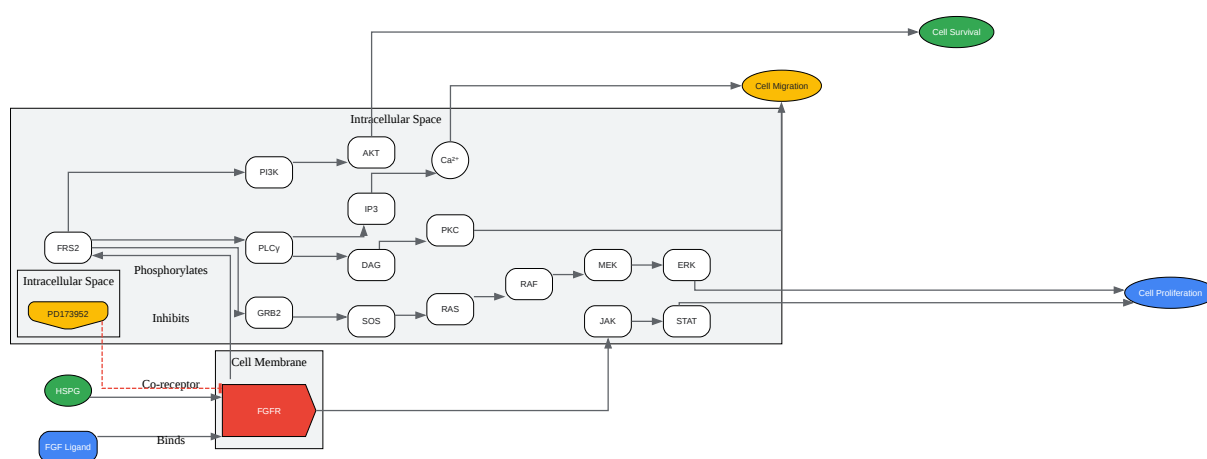 Cell Survival
Cell Migration
Intracellular Space
AKT
Ca²⁺
PI3K
IP3
PKC
FRS2
PLCγ
DAG
MEK
ERK
Phosphorylates
Intracellular Space
RAF
Cell Proliferation
PD173952
Inhibits
GRB2
SOS
RAS
JAK
STAT
Cell Membrane
Co-receptor
HSPG
FGFR
Binds
FGF Ligand